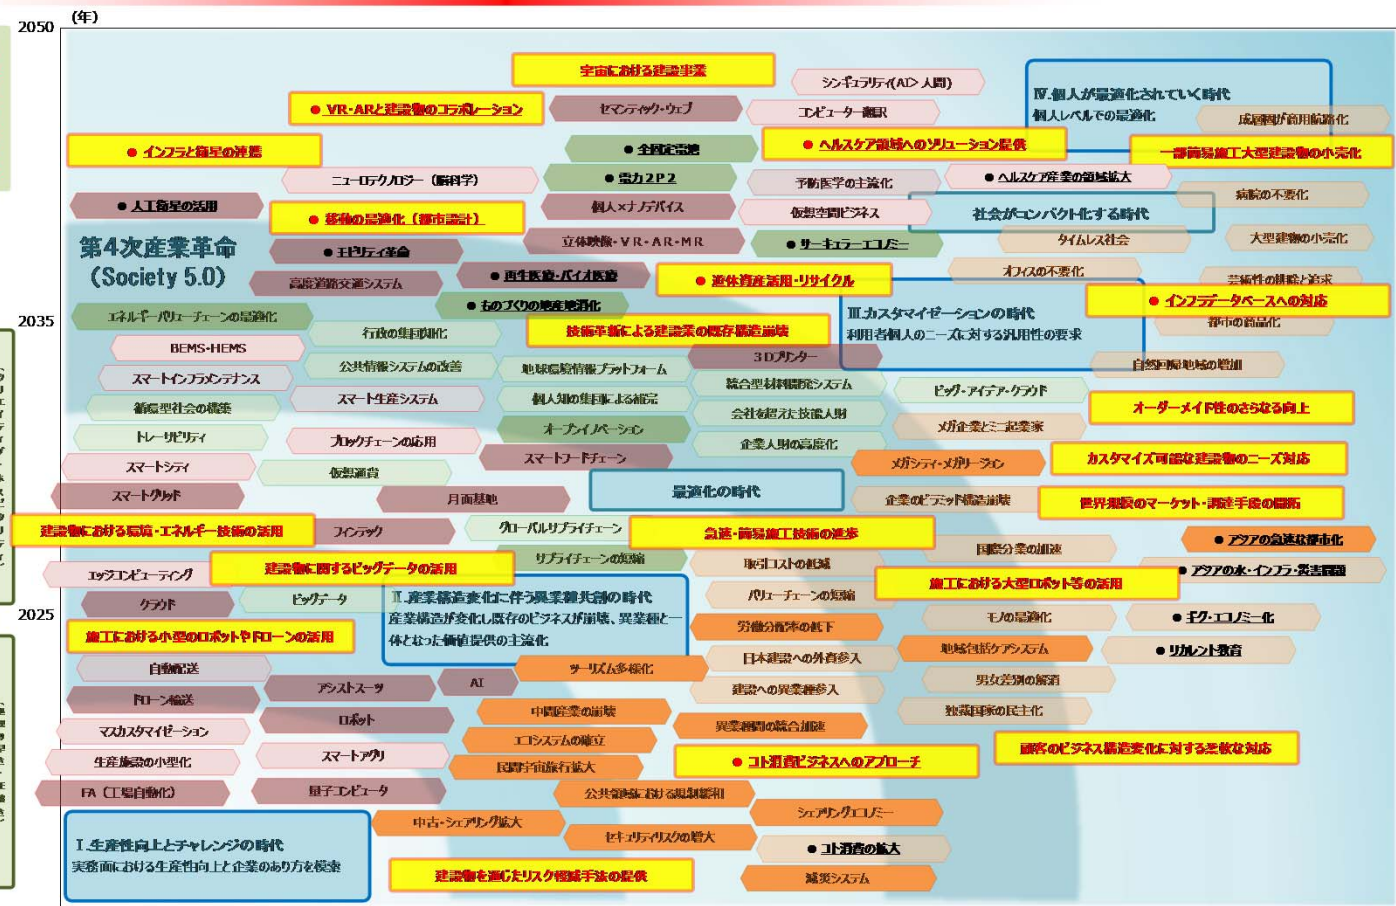 (年)
2050
宇宙における建設事業
シンギュラリティ(AI>人間)
Ⅳ.個人が最適化されていく時代
個人レベルでの最適化
● VR・ARと建設物のコラボレーション
セマンティック・ウェブ
コンピューター翻訳
成層圏が商用航路化
● インフラと衛星の連携
● 全固定電池
● ヘルスケア領域へのソリューション提供
一部簡易施工大型建設物の小売化
ニューロテクノロジー（脳科学）
● 電力2P2
予防医学の主流化
● ヘルスケア産業の領域拡大
病院の不要化
● 人工衛星の活用
● 移動の最適化（都市設計）
個人×ナノデバイス
仮想空間ビジネス
社会がコンパクト化する時代
第4次産業革命
（Society 5.0）
● モビリティ革命
立体映像・VR・AR・MR
● サーキュラーエコノミー
タイムレス社会
大型建物の小売化
高度道路交通システム
● 再生医療・バイオ医療
● 遊休資産活用・リサイクル
オフィスの不要化
芸術性の排除と追求
● ものづくりの地産地消化
● インフラデータベースへの対応
2035
エネルギーバリューチェーンの最適化
行政の集団知化
技術革新による建設業の既存構造崩壊
Ⅲ.カスタマイゼーションの時代
利用者個人のニーズに対する汎用性の要求
都市の商品化
BEMS・HEMS
公共情報システムの改善
地球環境情報プラットフォーム
3Dプリンター
自然回帰地域の増加
スマートインフラメンテナンス
スマート生産システム
個人知の集団による補完
統合型材料開発システム
ビッグ・アイデア・クラウド
循環型社会の構築
会社を超えた技能人財
オーダーメイド性のさらなる向上
トレーサビリティ
ブロックチェーンの応用
オープンイノベーション
企業人財の高度化
メガ企業とミニ起業家
スマートシティ
仮想通貨
スマートフードチェーン
メガシティ・メガリージョン
カスタマイズ可能な建設物のニーズ対応
スマートグリッド
月面基地
最適化の時代
企業のピラミッド構造崩壊
世界規模のマーケット・調達手段の開拓
建設物における環境・エネルギー技術の活用
フィンテック
グローバルサプライチェーン
急速・簡易施工技術の進歩
● アジアの急速な都市化
エッジコンピューティング
建設物に関するビッグデータの活用
サプライチェーンの短縮
取引コストの低減
国際分業の加速
● アジアの水・インフラ・災害問題
クラウド
ビッグデータ
Ⅱ.産業構造変化に伴う異業種共創の時代
産業構造が変化し既存のビジネスが崩壊、異業種と一
体となった価値提供の主流化
バリューチェーンの短縮
施工における大型ロボット等の活用
2025
施工における小型のロボットやドローンの活用
労働分配率の低下
モノの最適化
● ギグ・エコノミー化
自動配送
ツーリズム多様化
日本建設への外資参入
地域包括ケアシステム
● リカレント教育
ドローン輸送
アシストスーツ
AI
建設への異業種参入
男女差別の解消
マスカスタマイゼーション
ロボット
中間産業の崩壊
異業種間の統合加速
独裁国家の民主化
生産施設の小型化
スマートアグリ
エコシステムの確立
● コト消費ビジネスへのアプローチ
顧客のビジネス構造変化に対する柔軟な対応
民間宇宙旅行拡大
FA（工場自動化）
量子コンピュータ
公共領域における規制緩和
Ⅰ.生産性向上とチャレンジの時代
実務面における生産性向上と企業のあり方を模索
中古・シェアリング拡大
セキュリティリスクの増大
シェアリングエコノミー
● コト消費の拡大
建設物を通じたリスク軽減手法の提供
減災システム